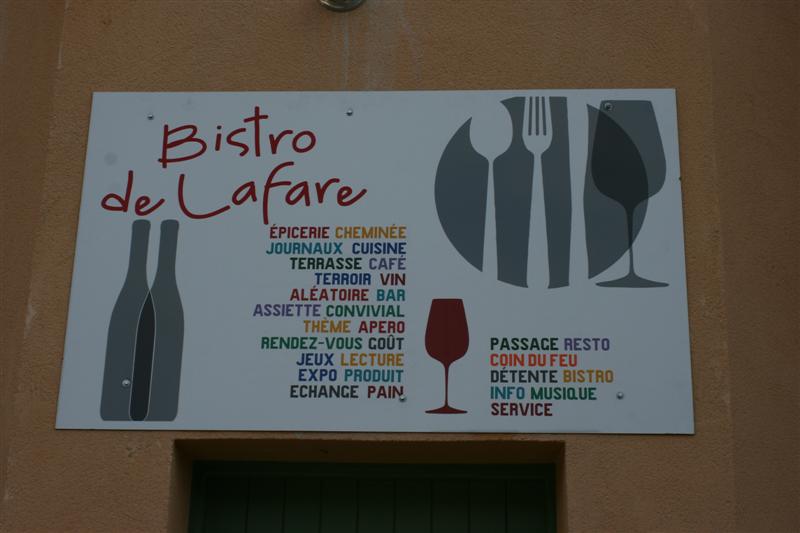 Bistro
de Lafare
ÉPICERIE CHEMINÉE
JOURNAUX CUISINE
TERRASSE CAFÉ
TERROIR VIN
ALÉATOIRE BAR
ASSIETTE CONVIVIAL
THÈME APERO
RENDEZ-VOUS GOÛT
JEUX LECTURE
EXPO PRODUIT
ECHANGE PAIN
PASSAGE RESTO
COIN DU FEU
DÉTENTE BISTRO
INFO MUSIQUE
SERVICE